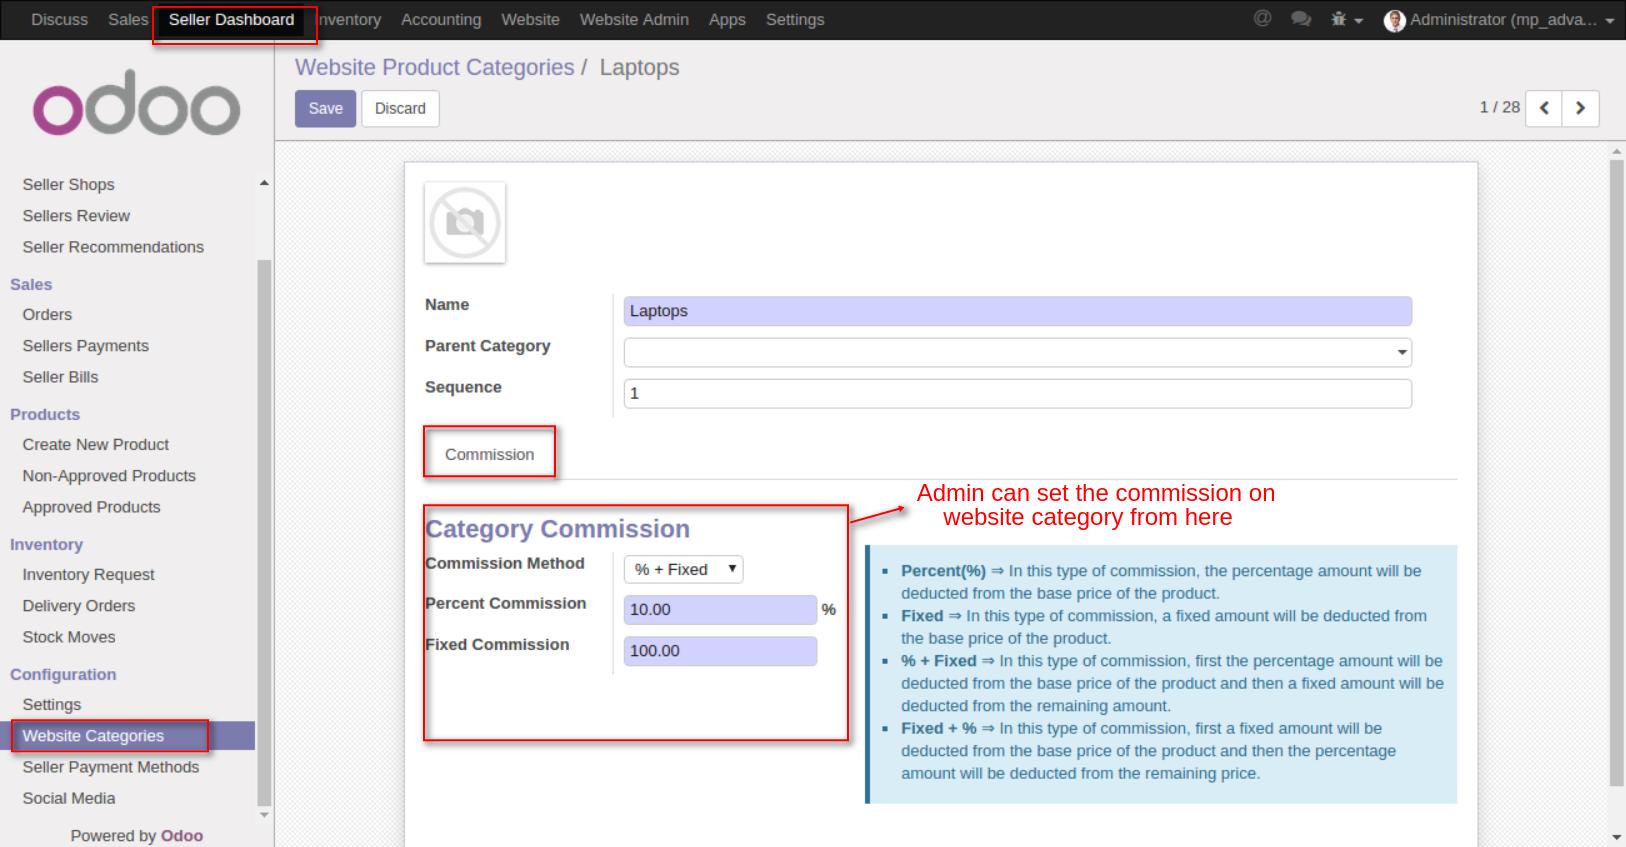 Discuss Sales Seller Dashboard Inventory Accounting Website Website Admin Apps Settings @ Administrator (mp_adva...
odoo
Seller Shops
Sellers Review
Seller Recommendations
Sales
Orders
Sellers Payments
Seller Bills
Products
Create New Product
Non-Approved Products
Approved Products
Inventory
Inventory Request
Delivery Orders
Stock Moves
Configuration
Settings
Website Categories
Seller Payment Methods
Social Media
Powered by Odoo
Website Product Categories / Laptops
Save Discard
1 / 28
Name Laptops
Parent Category
Sequence 1
Commission
Admin can set the commission on
website category from here
Category Commission
Commission Method % + Fixed
Percent Commission 10.00 %
Fixed Commission 100.00
Percent(%) ⇒ In this type of commission, the percentage amount will be
deducted from the base price of the product.
Fixed ⇒ In this type of commission, a fixed amount will be deducted from
the base price of the product.
% + Fixed ⇒ In this type of commission, first the percentage amount will be
deducted from the base price of the product and then a fixed amount will be
deducted from the remaining amount.
Fixed + % ⇒ In this type of commission, first a fixed amount will be
deducted from the base price of the product and then the percentage
amount will be deducted from the remaining price.